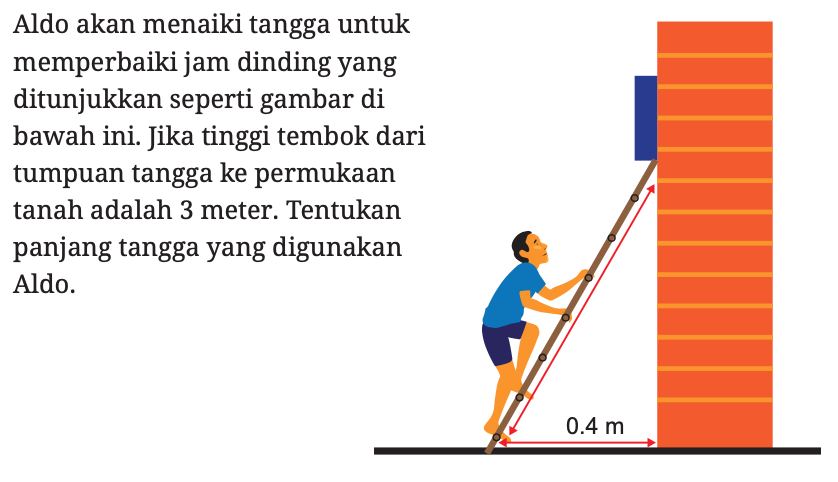 Aldo akan menaiki tangga untuk
memperbaiki jam dinding yang
ditunjukkan seperti gambar di
bawah ini. Jika tinggi tembok dari
tumpuan tangga ke permukaan
tanah adalah 3 meter. Tentukan
panjang tangga yang digunakan
Aldo.
0.4 m